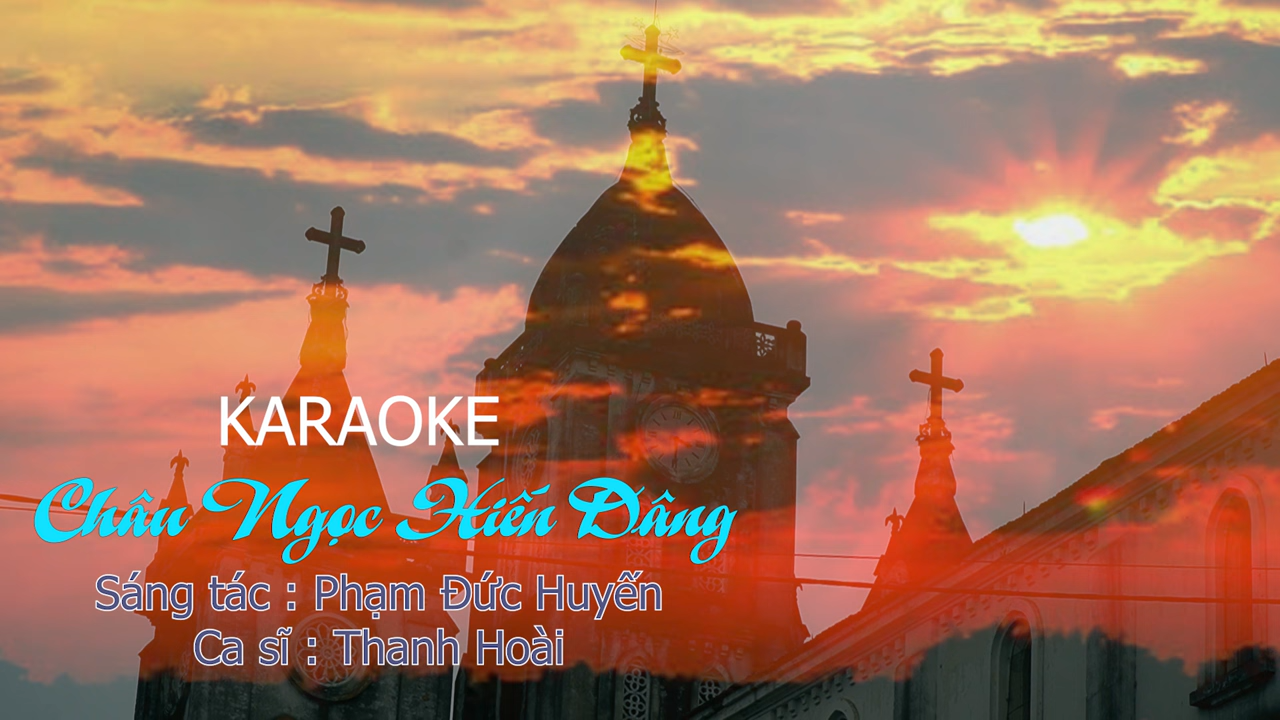 KARAOKE
Châu Ngọc Hiến Dâng
Sáng tác : Phạm Đức Huyến
Ca sĩ : Thanh Hoài